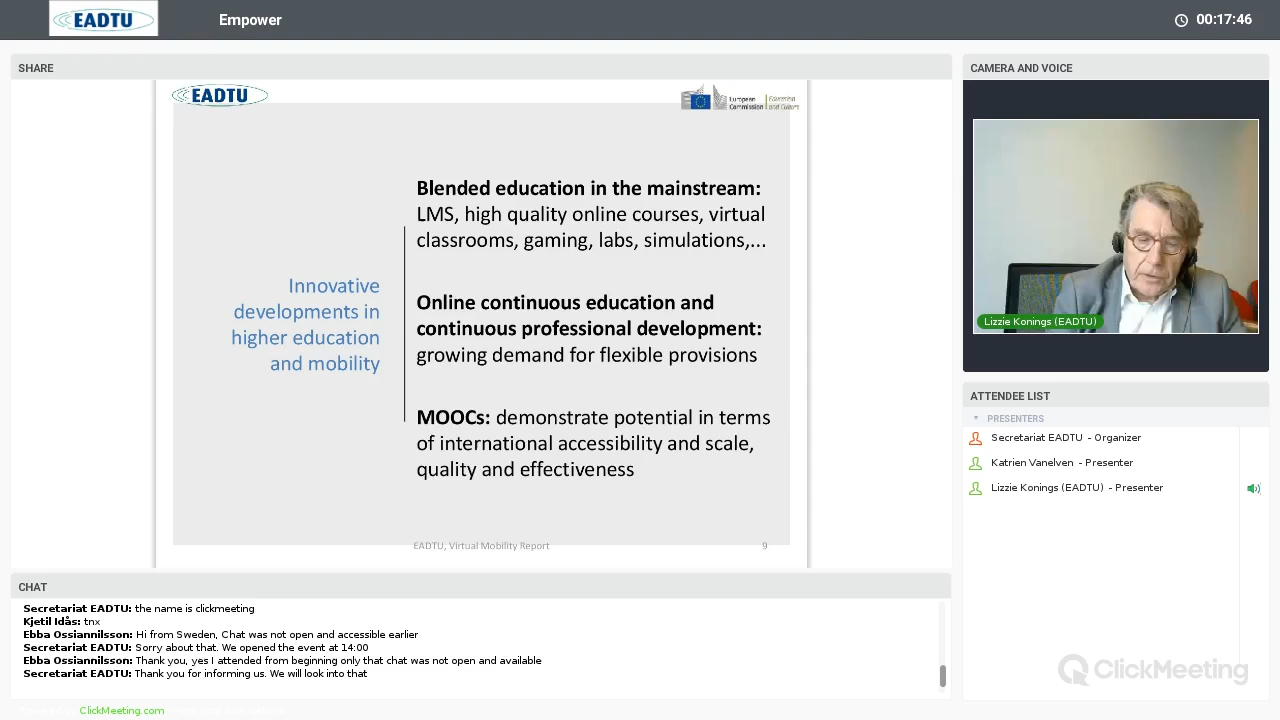 EADTU
Empower
00:17:46
SHARE
EADTU
European
Commission
Education
and Culture
Blended education in the mainstream:
LMS, high quality online courses, virtual
classrooms, gaming, labs, simulations,...
Innovative
developments in
higher education
and mobility
Online continuous education and
continuous professional development:
growing demand for flexible provisions
MOOCs: demonstrate potential in terms
of international accessibility and scale,
quality and effectiveness
EADTU, Virtual Mobility Report
9
CAMERA AND VOICE
Lizzie Konings (EADTU)
ATTENDEE LIST
PRESENTERS
Secretariat EADTU - Organizer
Katrien Vanelven - Presenter
Lizzie Konings (EADTU) - Presenter
CHAT
Secretariat EADTU: the name is clickmeeting
Kjetil Idås: tnx
Ebba Ossiannilsson: Hi from Sweden, Chat was not open and accessible earlier
Secretariat EADTU: Sorry about that. We opened the event at 14:00
Ebba Ossiannilsson: Thank you, yes I attended from beginning only that chat was not open and available
Secretariat EADTU: Thank you for informing us. We will look into that
ClickMeeting
ClickMeeting.com